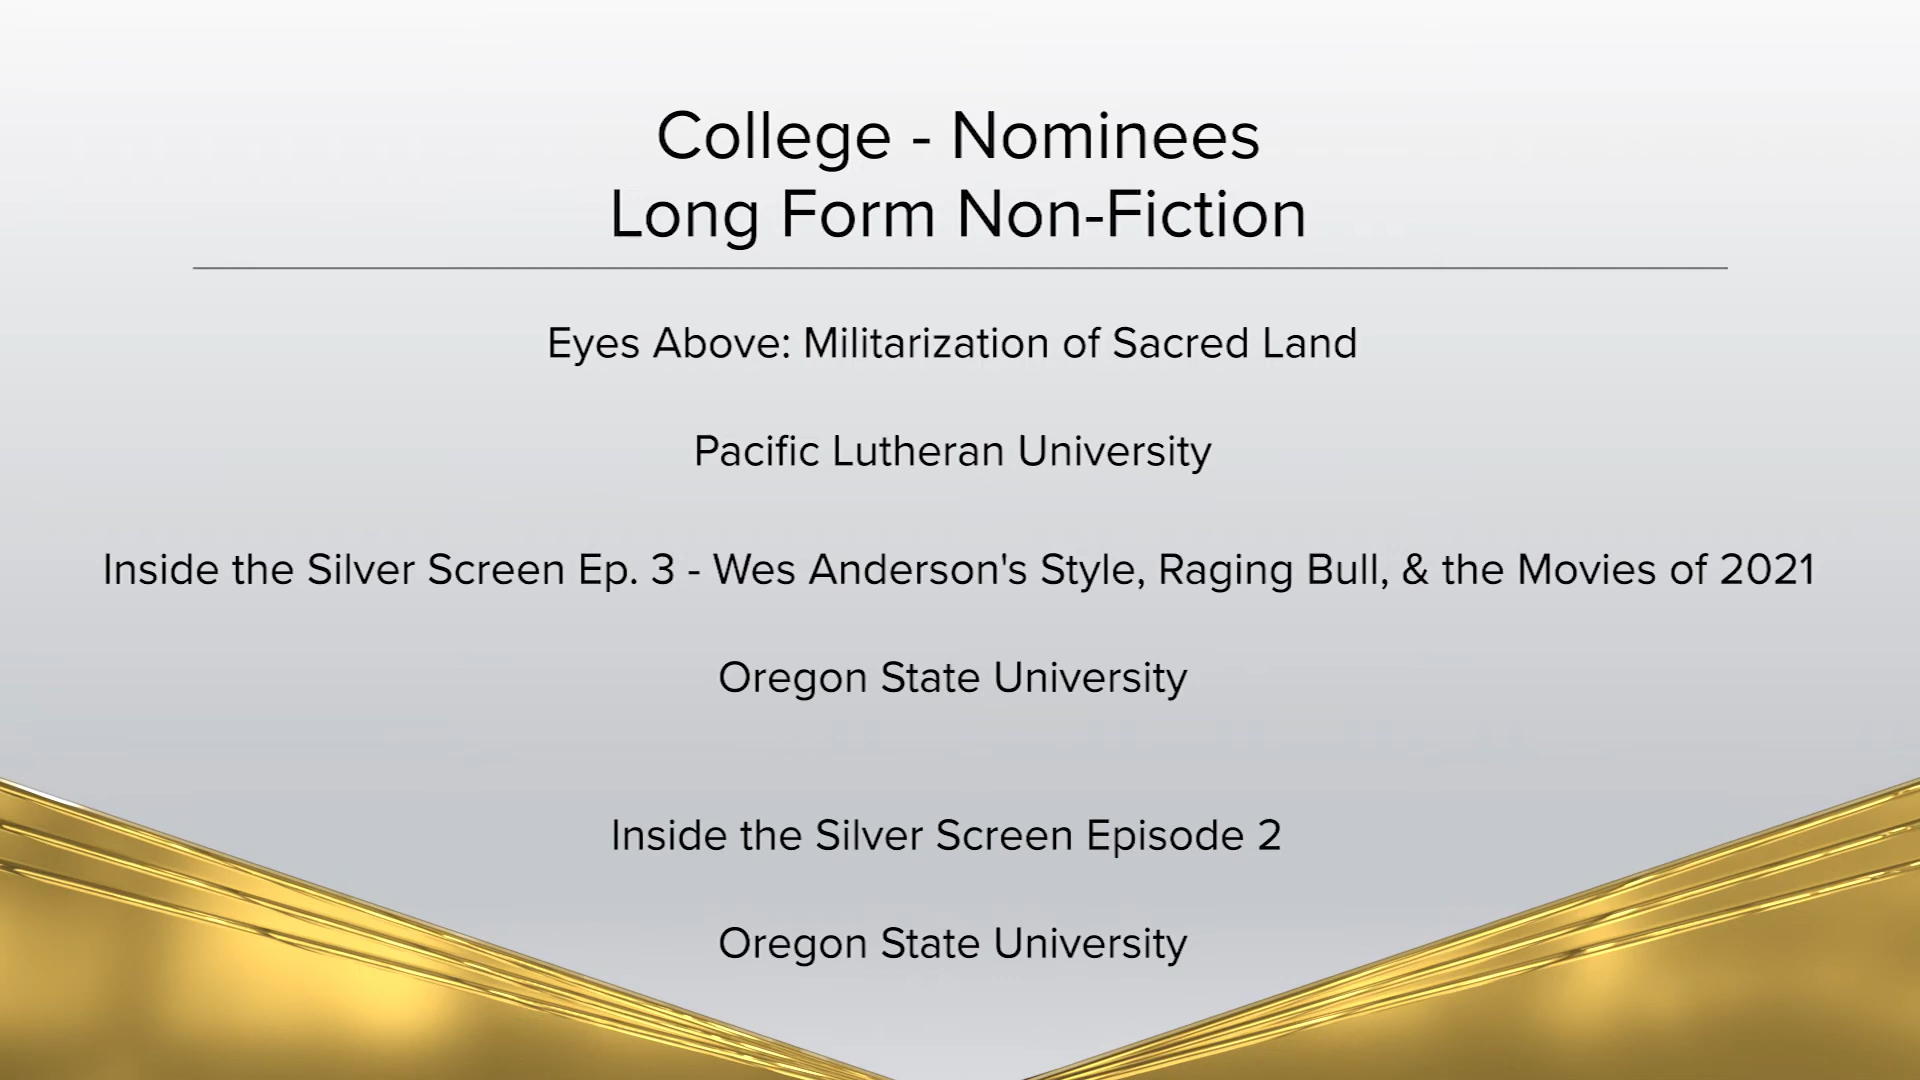 College - Nominees
Long Form Non-Fiction
Eyes Above: Militarization of Sacred Land
Pacific Lutheran University
Inside the Silver Screen Ep. 3 - Wes Anderson's Style, Raging Bull, & the Movies of 2021
Oregon State University
Inside the Silver Screen Episode 2
Oregon State University